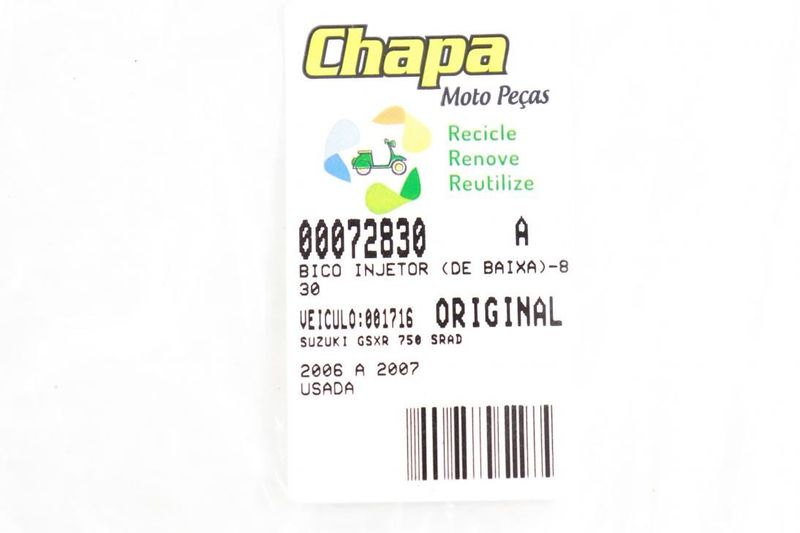 Chapa
Moto Peças
Recicle
Renove
Reutilize
00072830 A
BICO INJETOR (DE BAIXA)-8
30
VEICULO:001716 ORIGINAL
SUZUKI GSXR 750 SRAD
2006 A 2007
USADA